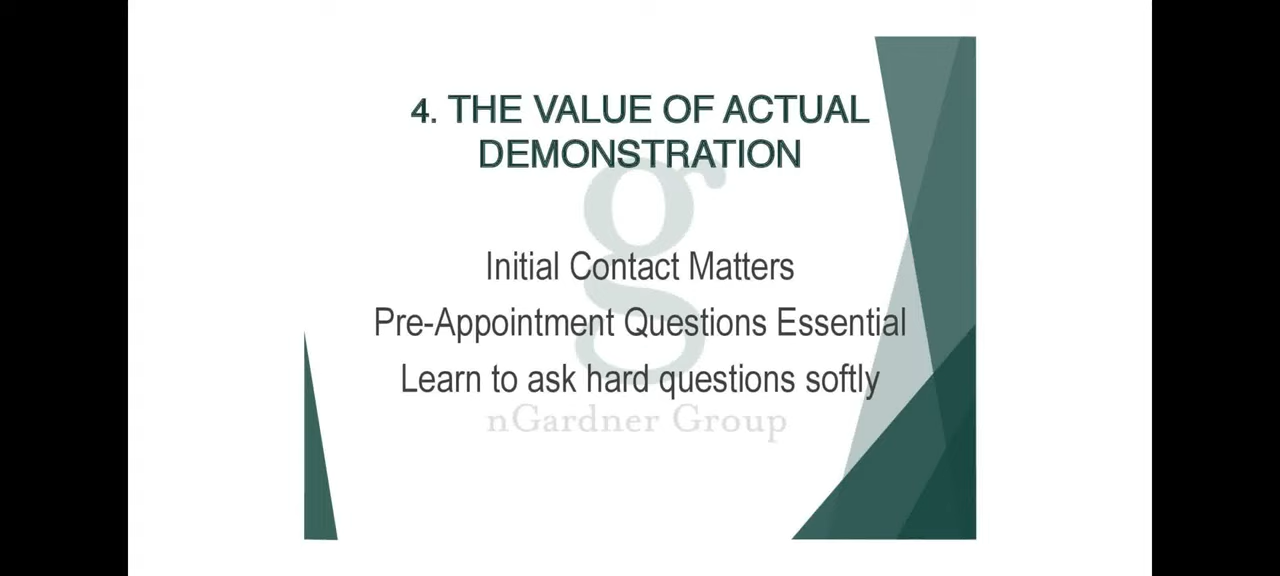 4. THE VALUE OF ACTUAL
DEMONSTRATION
Initial Contact Matters
Pre-Appointment Questions Essential
Learn to ask hard questions softly
g
nGardner Group